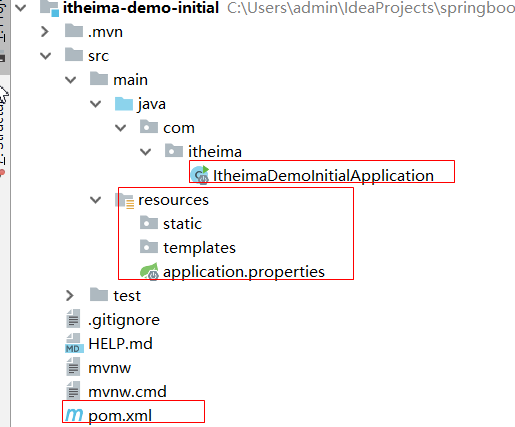 itheima-demo-initial C:\Users\admin\IdeaProjects\springboo
.mvn
src
main
java
com
itheima
ItheimaDemoInitialApplication
resources
static
templates
application.properties
test
.gitignore
HELP.md
mvnw
mvnw.cmd
pom.xml